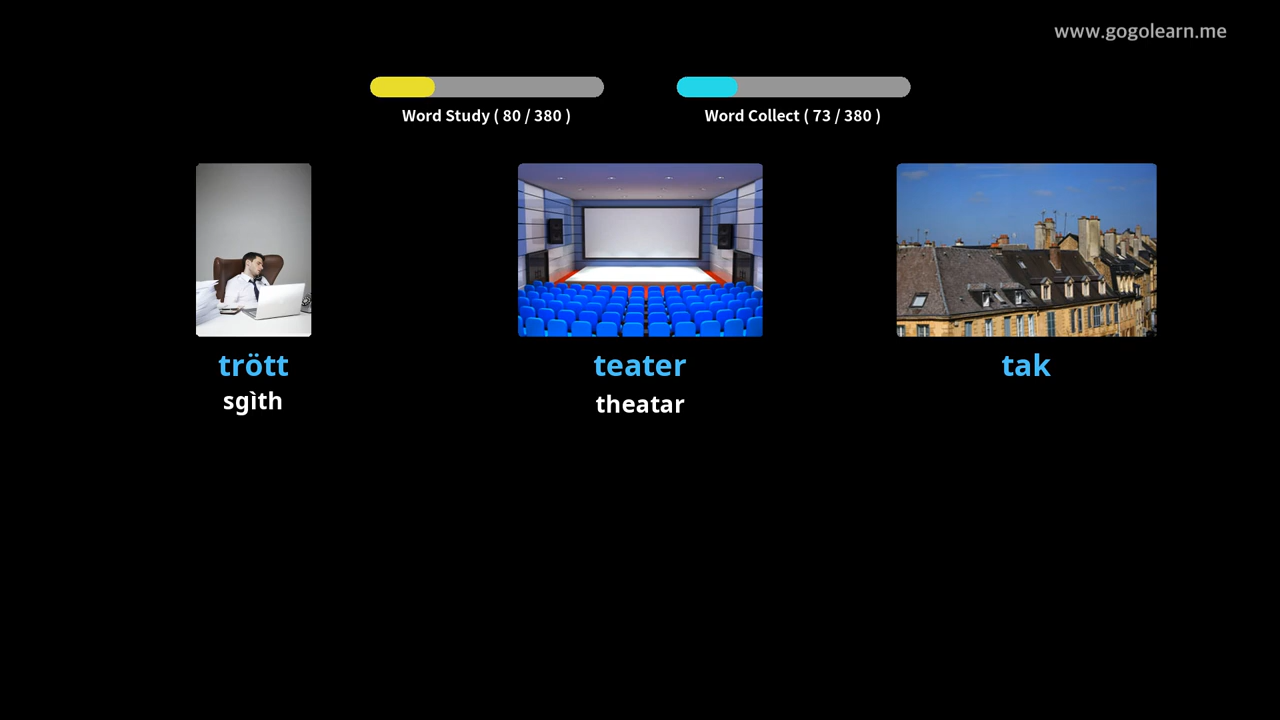 www.gogolearn.me
Word Study ( 80 / 380 )
Word Collect ( 73 / 380 )
trött
teater
tak
sgìth
theatar